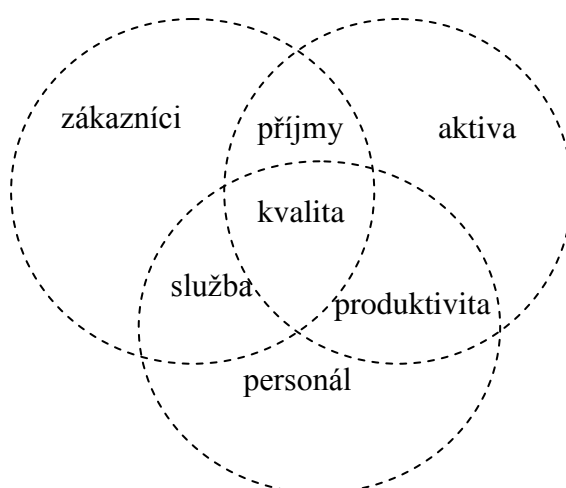 zákazníci
příjmy
aktiva
kvalita
služba
produktivita
personál